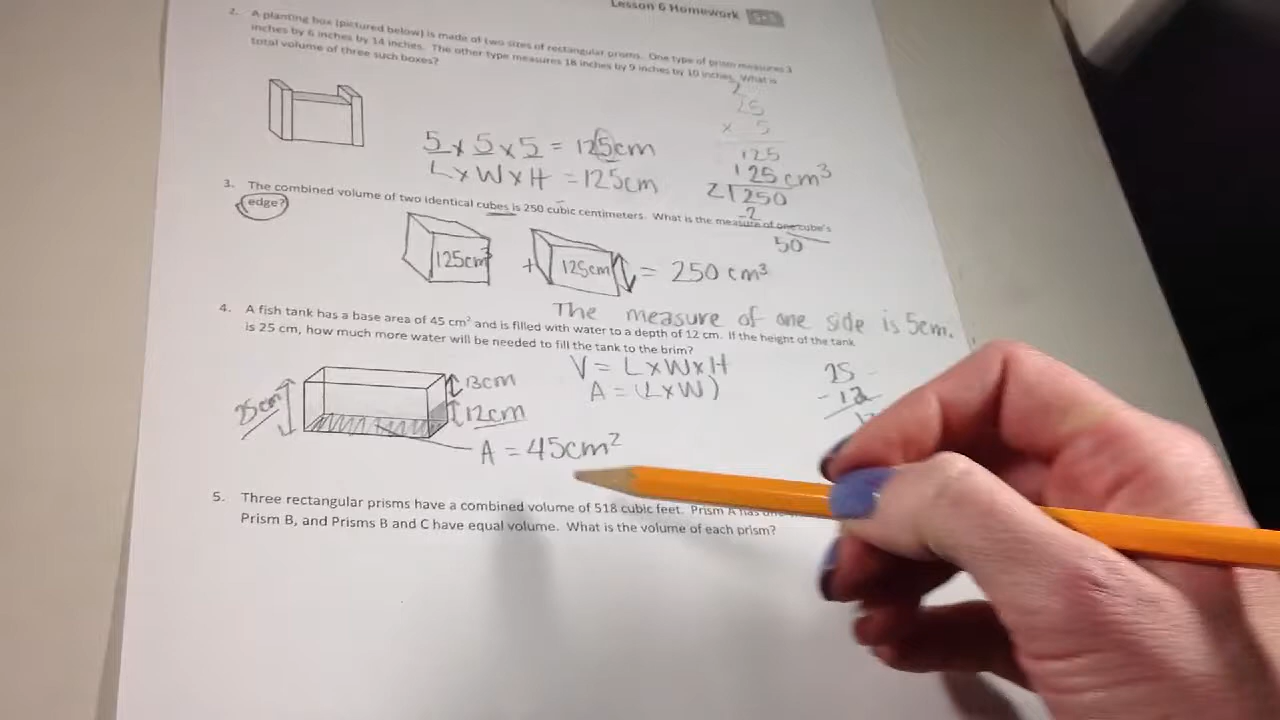 Lesson 6 Homework
2. A planting box (pictured below) is made of two sizes of rectangular prisms. One type of prism measures 3
inches by 6 inches by 14 inches. The other type measures 18 inches by 9 inches by 10 inches. What is
total volume of three such boxes?
2
25
x 5
125
5 x 5 x 5 = 125cm
L x W x H = 125cm
125 cm³
2 250
-2
50
3. The combined volume of two identical cubes is 250 cubic centimeters. What is the measure of one cube's
edge?
125cm³ + 125cm = 250 cm³
The measure of one side is 5cm.
4. A fish tank has a base area of 45 cm² and is filled with water to a depth of 12 cm. If the height of the tank
is 25 cm, how much more water will be needed to fill the tank to the brim?
V = L x W x H
A = (L x W)
25
- 12
25cm
13cm
12cm
A = 45cm²
5. Three rectangular prisms have a combined volume of 518 cubic feet. Prism A has
Prism B, and Prisms B and C have equal volume. What is the volume of each prism?